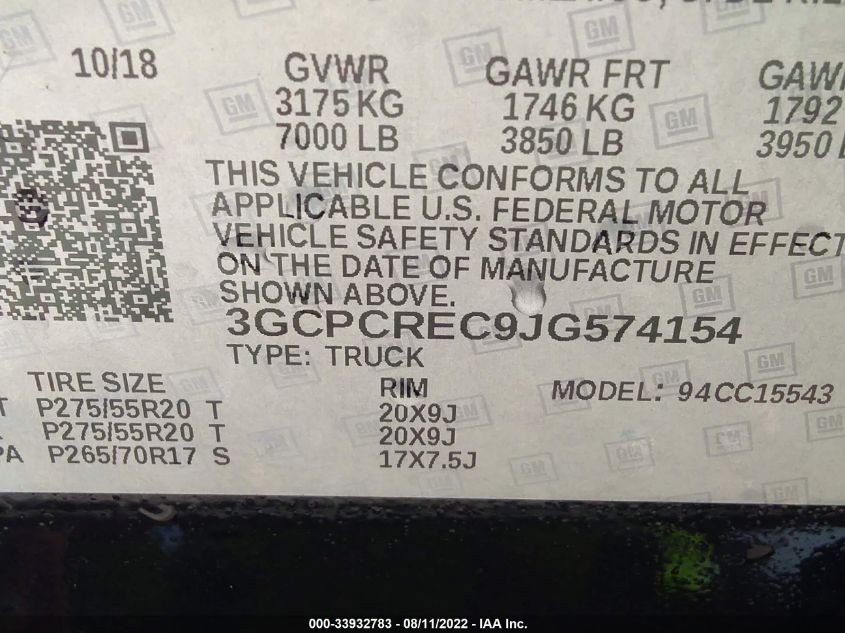 10/18 GVWR GAWR FRT
3175 KG 1746 KG 1792
7000 LB 3850 LB 3950
THIS VEHICLE CONFORMS TO ALL
APPLICABLE U.S. FEDERAL MOTOR
VEHICLE SAFETY STANDARDS IN EFFECT
ON THE DATE OF MANUFACTURE
SHOWN ABOVE.
3GCPCREC9JG574154
TYPE: TRUCK
TIRE SIZE RIM MODEL: 94CC15543
P275/55R20 T 20X9J
P275/55R20 T 20X9J
P265/70R17 S 17X7.5J
000-33932783 - 08/11/2022 - IAA Inc.